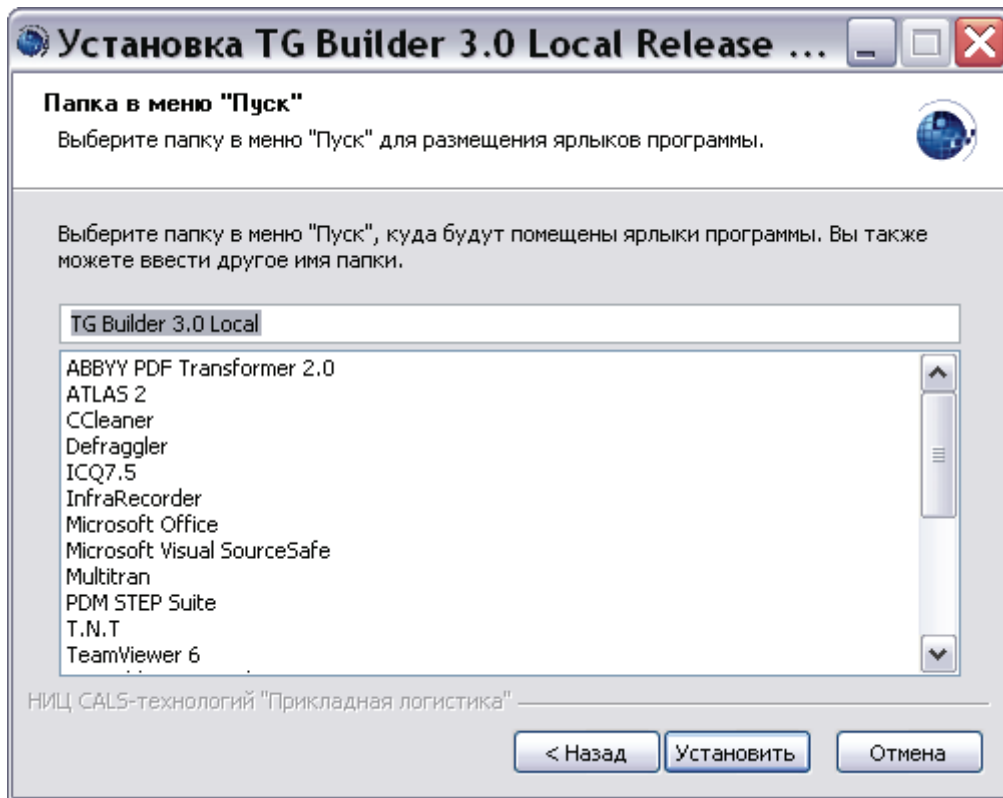 Установка TG Builder 3.0 Local Release ...
Папка в меню "Пуск"
Выберите папку в меню "Пуск" для размещения ярлыков программы.
Выберите папку в меню "Пуск", куда будут помещены ярлыки программы. Вы также
можете ввести другое имя папки.
TG Builder 3.0 Local
ABBYY PDF Transformer 2.0
ATLAS 2
CCleaner
Defraggler
ICQ7.5
InfraRecorder
Microsoft Office
Microsoft Visual SourceSafe
Multitran
PDM STEP Suite
T.N.T
TeamViewer 6
НИЦ CALS-технологий "Прикладная логистика"
< Назад Установить Отмена